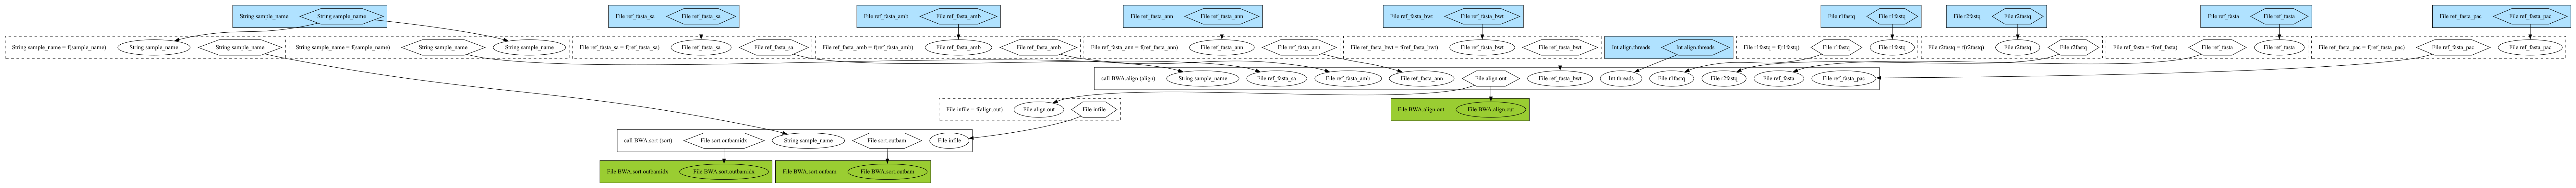 String sample_name
String sample_name
File ref_fasta_sa
File ref_fasta_sa
File ref_fasta_amb
File ref_fasta_amb
File ref_fasta_ann
File ref_fasta_ann
File ref_fasta_bwt
File ref_fasta_bwt
File r1fastq
File r1fastq
File r2fastq
File r2fastq
File ref_fasta
File ref_fasta
File ref_fasta_pac
File ref_fasta_pac
String sample_name = f(sample_name)
String sample_name
String sample_name
String sample_name = f(sample_name)
String sample_name
String sample_name
File ref_fasta_sa = f(ref_fasta_sa)
File ref_fasta_sa
File ref_fasta_sa
File ref_fasta_amb = f(ref_fasta_amb)
File ref_fasta_amb
File ref_fasta_amb
File ref_fasta_ann = f(ref_fasta_ann)
File ref_fasta_ann
File ref_fasta_ann
File ref_fasta_bwt = f(ref_fasta_bwt)
File ref_fasta_bwt
File ref_fasta_bwt
Int align.threads
Int align.threads
File r1fastq = f(r1fastq)
File r1fastq
File r1fastq
File r2fastq = f(r2fastq)
File r2fastq
File r2fastq
File ref_fasta = f(ref_fasta)
File ref_fasta
File ref_fasta
File ref_fasta_pac = f(ref_fasta_pac)
File ref_fasta_pac
File ref_fasta_pac
call BWA.align (align)
String sample_name
File ref_fasta_sa
File ref_fasta_amb
File ref_fasta_ann
File align.out
File ref_fasta_bwt
Int threads
File r1fastq
File r2fastq
File ref_fasta
File ref_fasta_pac
File infile = f(align.out)
File align.out
File infile
File BWA.align.out
File BWA.align.out
call BWA.sort (sort)
File sort.outbamidx
String sample_name
File sort.outbam
File infile
File BWA.sort.outbamidx
File BWA.sort.outbamidx
File BWA.sort.outbam
File BWA.sort.outbam